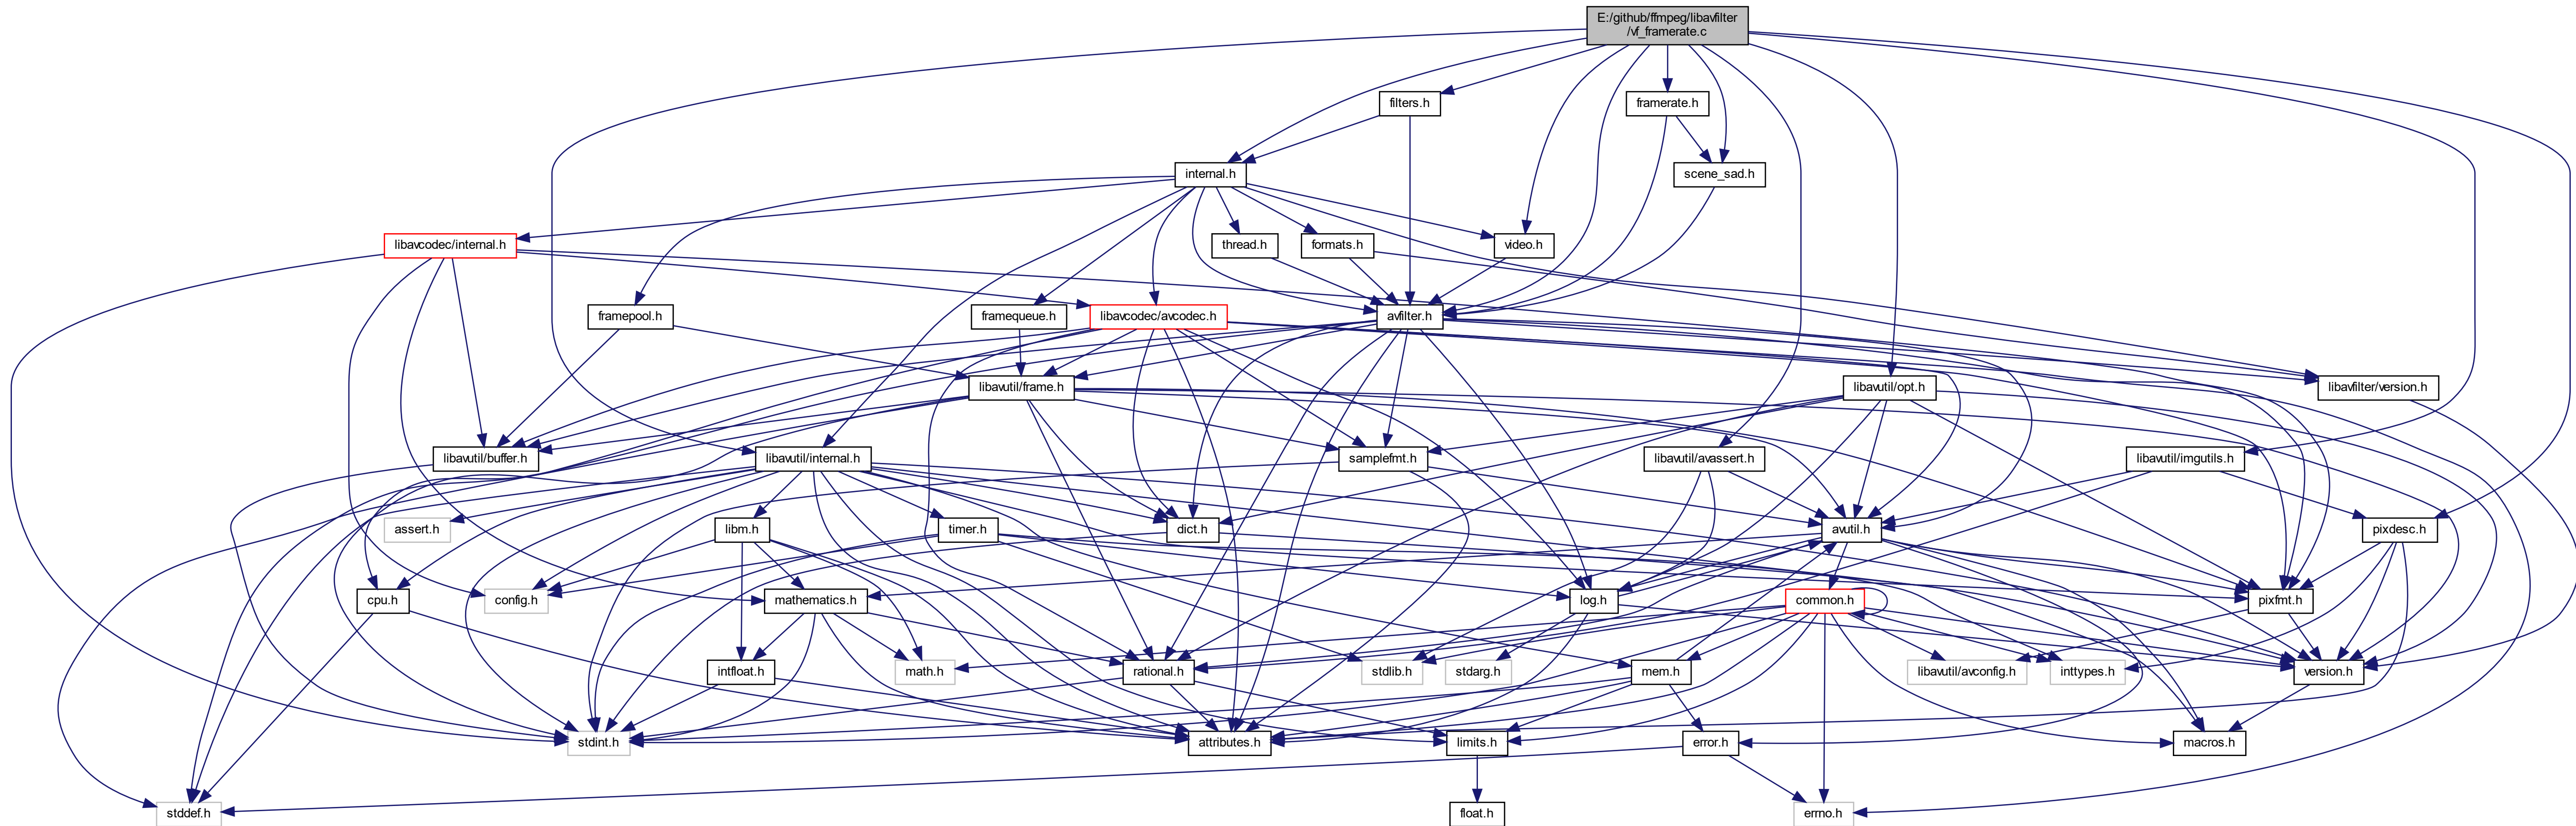 E:/github/ffmpeg/libavfilter
/vf_framerate.c
filters.h
framerate.h
internal.h
scene_sad.h
libavcodec/internal.h
thread.h
formats.h
video.h
framepool.h
framequeue.h
libavcodec/avcodec.h
avfilter.h
libavutil/frame.h
libavutil/opt.h
libavfilter/version.h
libavutil/buffer.h
libavutil/internal.h
samplefmt.h
libavutil/avassert.h
libavutil/imgutils.h
assert.h
libm.h
timer.h
dict.h
avutil.h
pixdesc.h
cpu.h
config.h
mathematics.h
log.h
common.h
pixfmt.h
intfloat.h
math.h
rational.h
stdlib.h
stdarg.h
mem.h
libavutil/avconfig.h
inttypes.h
version.h
stdint.h
attributes.h
limits.h
error.h
macros.h
stddef.h
float.h
errno.h